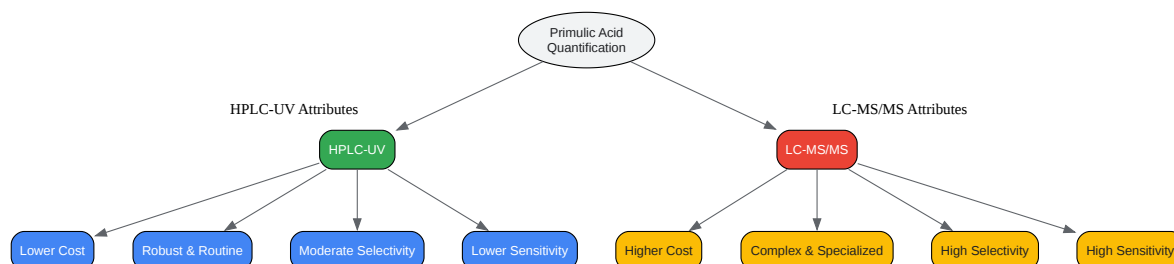 Primulic Acid
Quantification
HPLC-UV Attributes
LC-MS/MS Attributes
HPLC-UV
LC-MS/MS
Lower Cost
Robust & Routine
Moderate Selectivity
Lower Sensitivity
Higher Cost
Complex & Specialized
High Selectivity
High Sensitivity